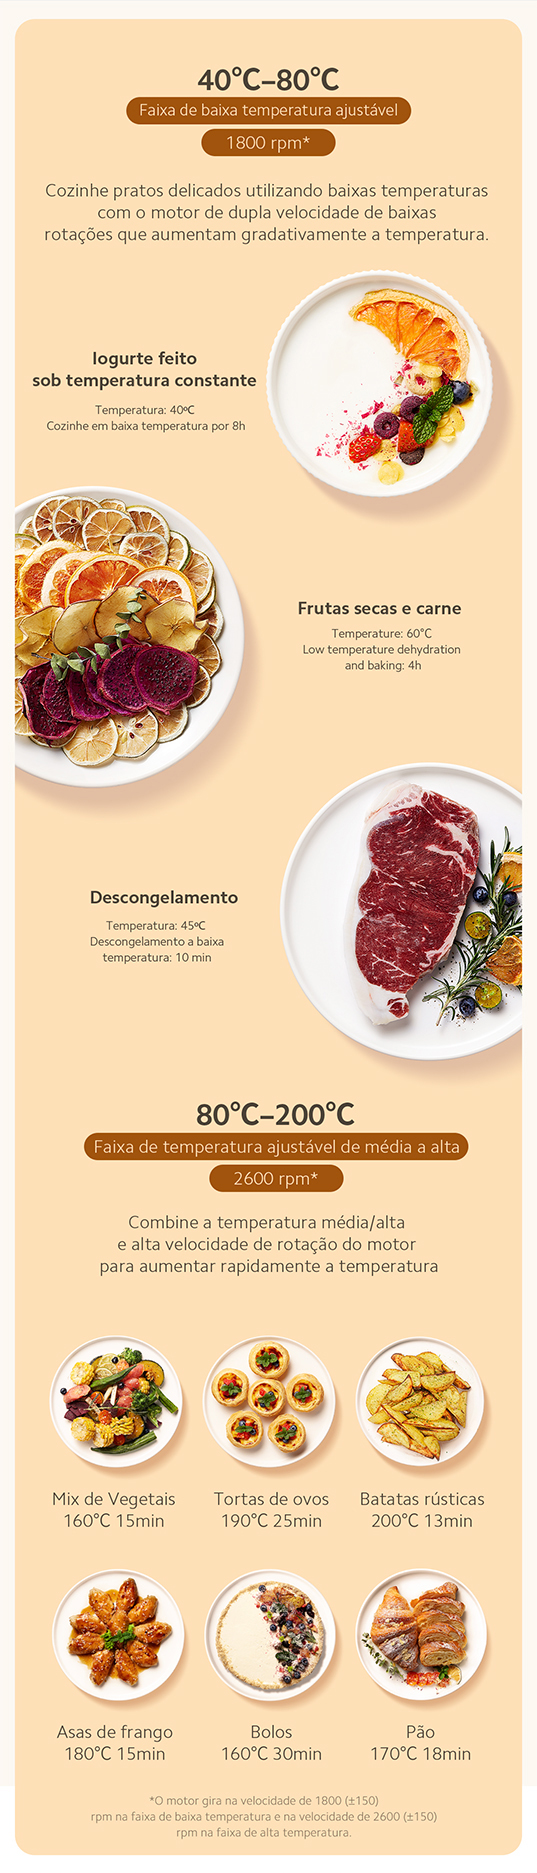 40°C–80°C
Faixa de baixa temperatura ajustável
1800 rpm*
Cozinhe pratos delicados utilizando baixas temperaturas
com o motor de dupla velocidade de baixas
rotações que aumentam gradativamente a temperatura.
Iogurte feito
sob temperatura constante
Temperatura: 40ºC
Cozinhe em baixa temperatura por 8h
Frutas secas e carne
Temperature: 60°C
Low temperature dehydration
and baking: 4h
Descongelamento
Temperatura: 45ºC
Descongelamento a baixa
temperatura: 10 min
80°C–200°C
Faixa de temperatura ajustável de média a alta
2600 rpm*
Combine a temperatura média/alta
e alta velocidade de rotação do motor
para aumentar rapidamente a temperatura
Mix de Vegetais
160°C 15min
Tortas de ovos
190°C 25min
Batatas rústicas
200°C 13min
Asas de frango
180°C 15min
Bolos
160°C 30min
Pão
170°C 18min
*O motor gira na velocidade de 1800 (±150)
rpm na faixa de baixa temperatura e na velocidade de 2600 (±150)
rpm na faixa de alta temperatura.